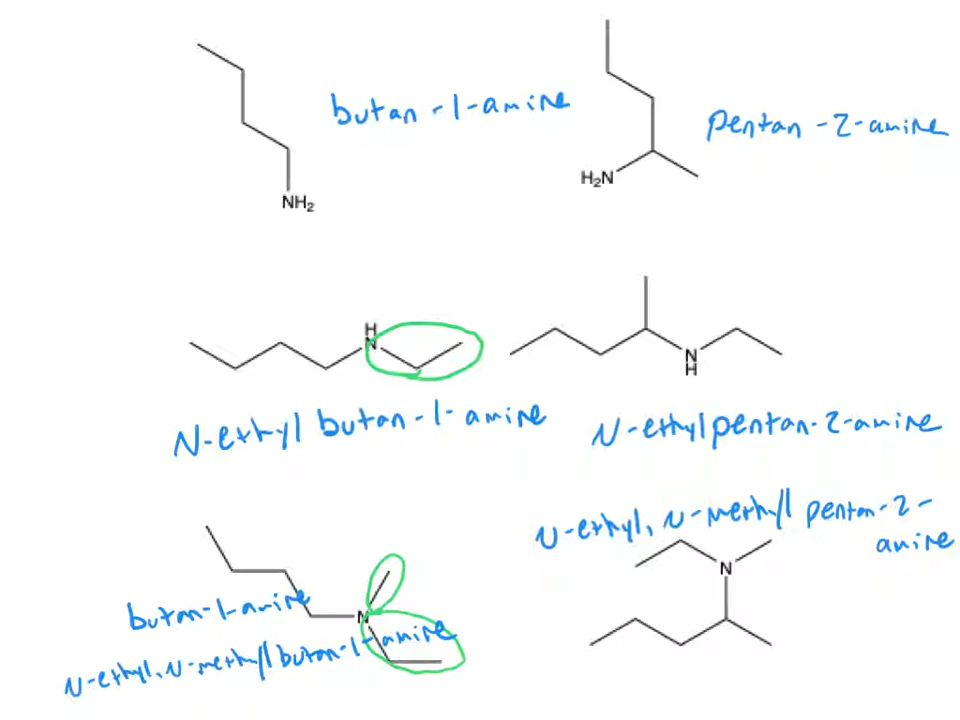 butan-1-amine
pentan-2-amine
NH₂
H₂N
H
N
N
H
N-ethyl butan-1-amine
N-ethylpentan-2-amine
N-ethyl, N-methyl pentan-2-
amine
N
butan-1-amine
N
N-ethyl, N-methyl butan-1-amine